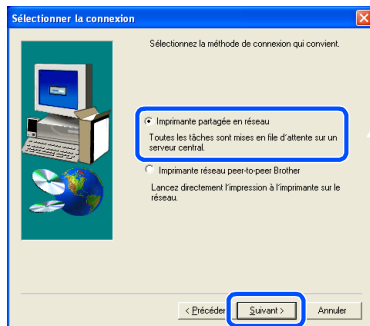 Sélectionner la connexion
Sélectionnez la méthode de connexion qui convient.
Imprimante partagée en réseau
Toutes les tâches sont mises en file d'attente sur un
serveur central.
Imprimante réseau peer-to-peer Brother
Lancez directement l'impression à l'imprimante sur le
réseau.
< Précéder Suivant > Annuler